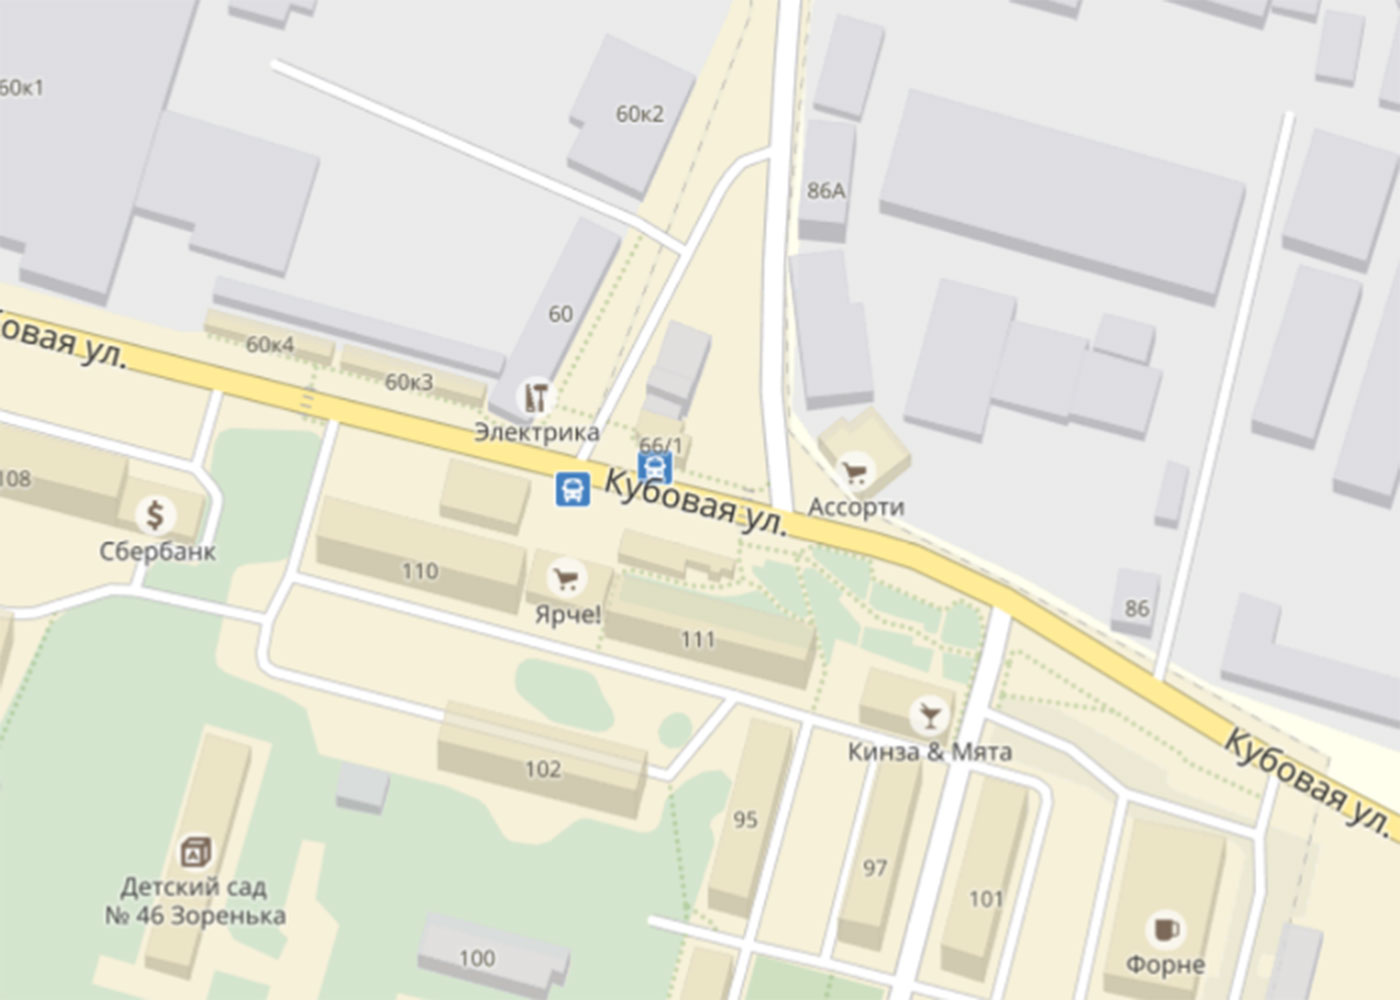 60к1
60к2
86А
60
овая ул.
60к4
60к3
Электрика
66/1
Кубовая ул.
Ассорти
108
Сбербанк
110
Ярче!
86
111
Кинза & Мята
102
Кубовая ул.
95
97
101
Детский сад
№ 46 Зоренька
100
Форне